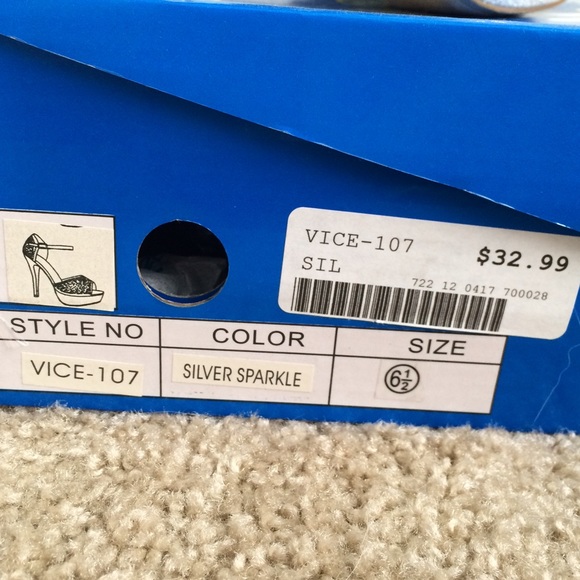 VICE-107 $32.99
SIL
722 12 0417 700028
STYLE NO COLOR SIZE
VICE-107 SILVER SPARKLE 6½